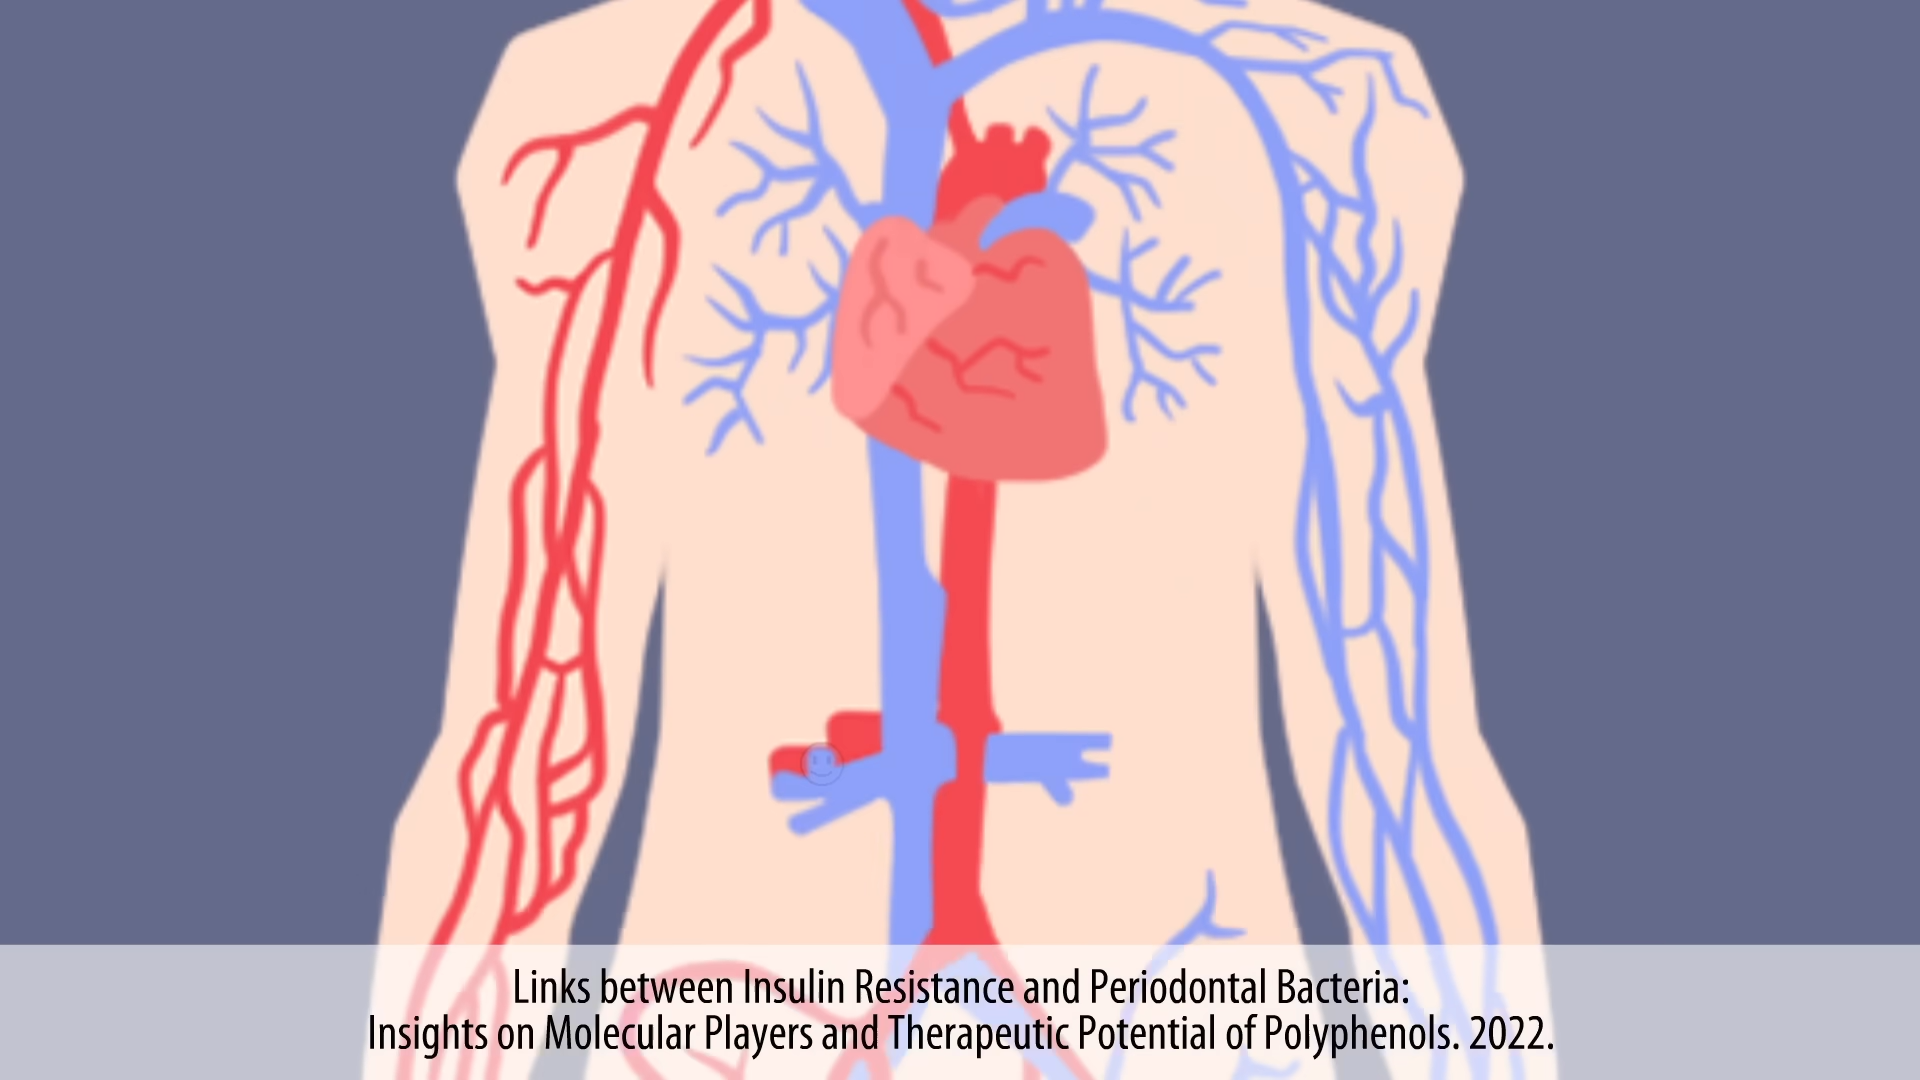 Links between Insulin Resistance and Periodontal Bacteria:
Insights on Molecular Players and Therapeutic Potential of Polyphenols. 2022.